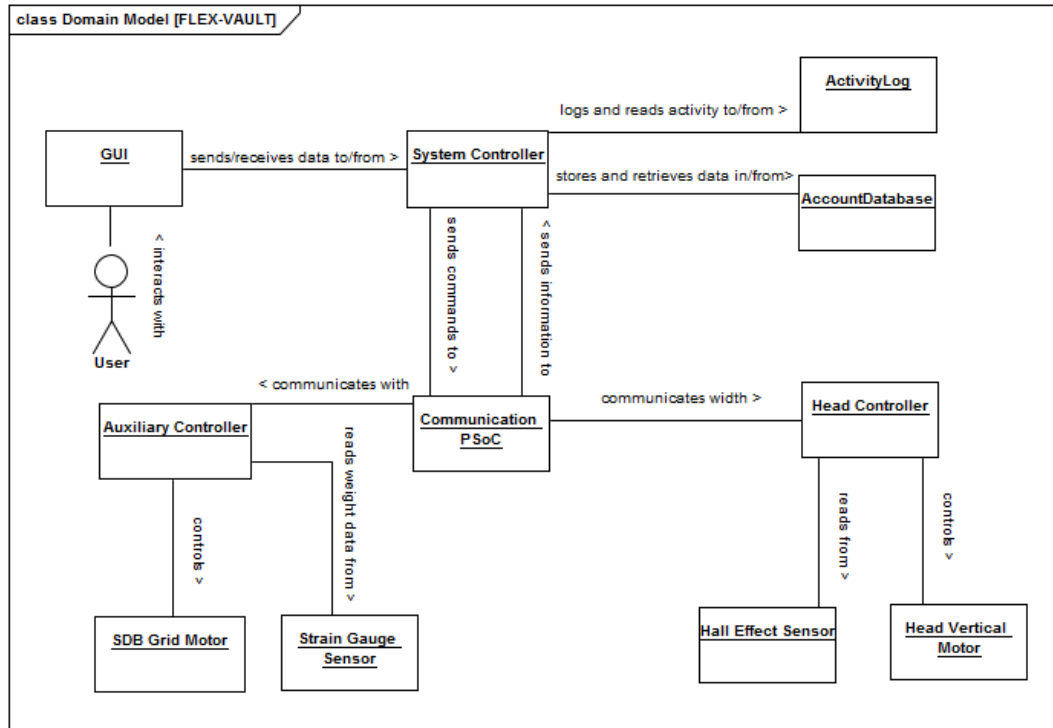 class Domain Model [FLEX-VAULT]
ActivityLog
logs and reads activity to/from >
GUI
sends/receives data to/from >
System Controller
stores and retrieves data in/from>
AccountDatabase
< interacts with
User
sends commands to >
< sends information to
< communicates with
Auxiliary Controller
Communication
PSoC
communicates width >
Head Controller
reads weight data from >
controls >
reads from >
controls >
SDB Grid Motor
Strain Gauge
Sensor
Hall Effect Sensor
Head Vertical
Motor